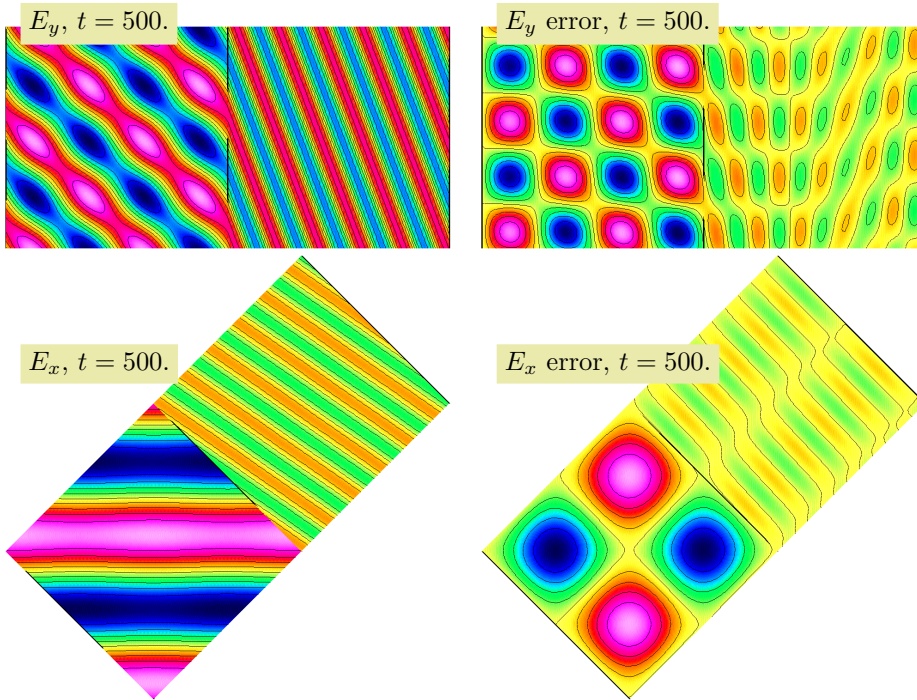 E_y, t = 500.
E_y error, t = 500.
E_x, t = 500.
E_x error, t = 500.